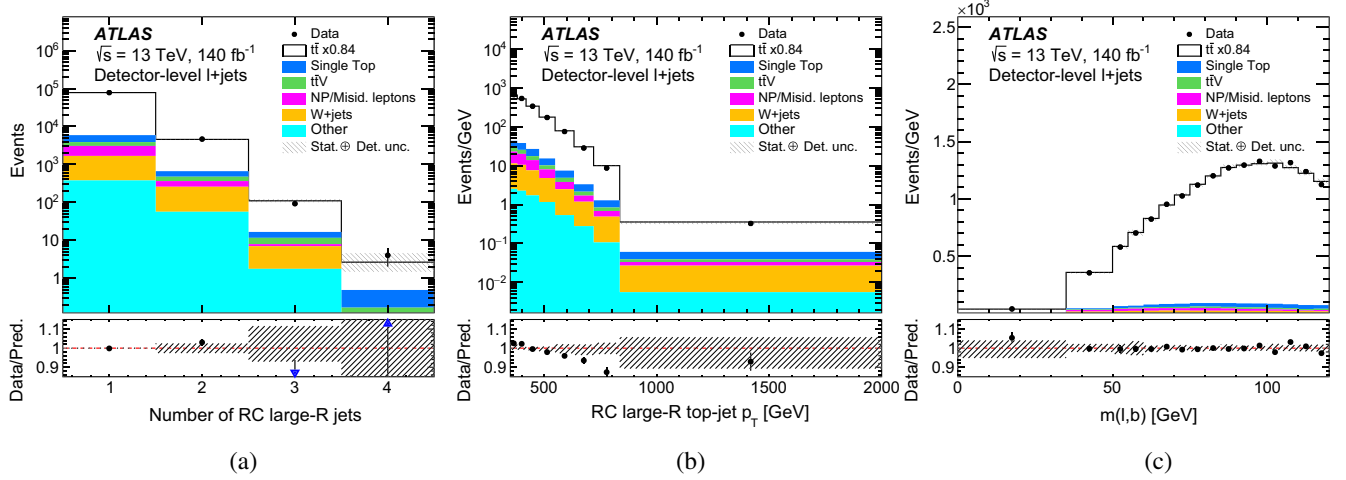 ATLAS
√s = 13 TeV, 140 fb⁻¹
Detector-level l+jets
Data
tt̄ x0.84
Single Top
tt̄V
NP/Misid. leptons
W+jets
Other
Stat. ⊕ Det. unc.
Events
10⁶
10⁵
10⁴
10³
10²
10
1
Data/Pred.
1.1
1
0.9
1 2 3 4
Number of RC large-R jets
(a)
ATLAS
√s = 13 TeV, 140 fb⁻¹
Detector-level l+jets
Data
tt̄ x0.84
Single Top
tt̄V
NP/Misid. leptons
W+jets
Other
Stat. ⊕ Det. unc.
Events/GeV
10⁴
10³
10²
10
1
10⁻¹
10⁻²
Data/Pred.
1.1
1
0.9
500 1000 1500 2000
RC large-R top-jet p_T [GeV]
(b)
×10³
ATLAS
√s = 13 TeV, 140 fb⁻¹
Detector-level l+jets
Data
tt̄ x0.84
Single Top
tt̄V
NP/Misid. leptons
W+jets
Other
Stat. ⊕ Det. unc.
Events/GeV
2.5
2
1.5
1
0.5
Data/Pred.
1.1
1
0.9
0 50 100
m(l,b) [GeV]
(c)